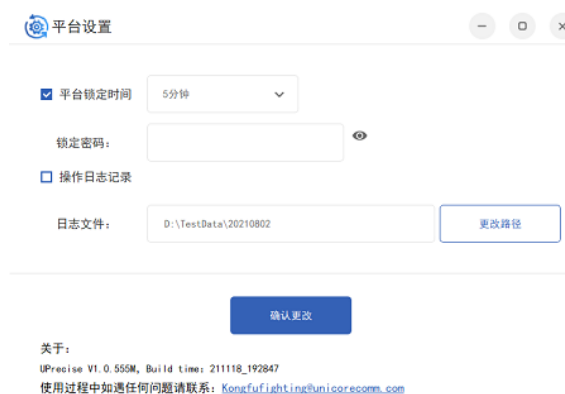 平台设置
平台锁定时间 5分钟
锁定密码：
操作日志记录
日志文件： D:\TestData\20210802 更改路径
确认更改
关于：
UPrecise V1.0.555M, Build time: 211118_192847
使用过程中如遇任何问题请联系：Kongfufighting@unicorecomm.com